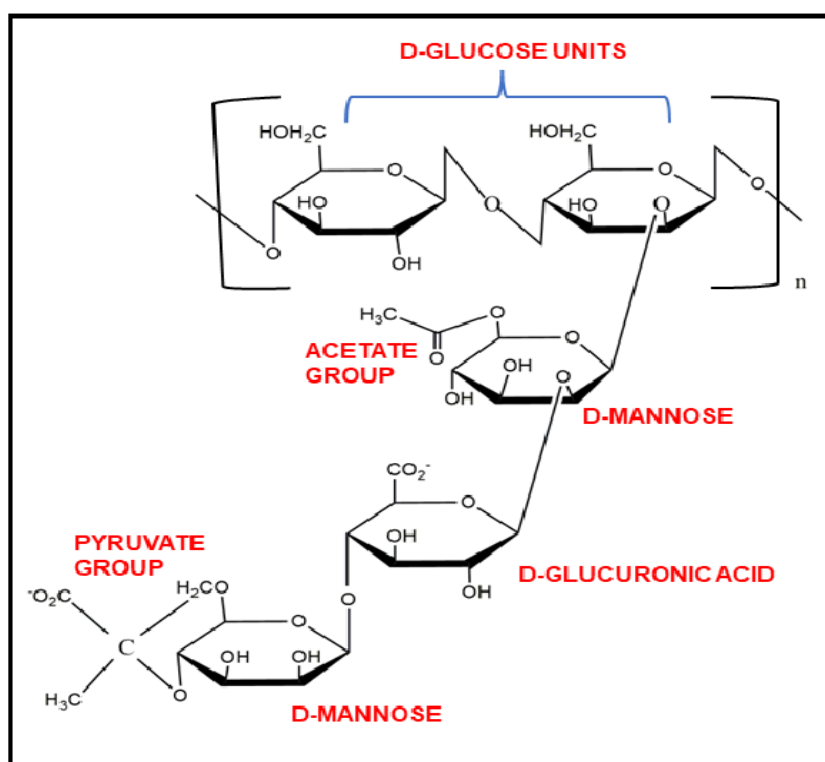 D-GLUCOSE UNITS
HOH₂C HOH₂C
O O
HO O HO O O
O OH
n
H₃C O
ACETATE O O
GROUP OH O
OH D-MANNOSE
CO₂-
O
PYRUVATE OH
GROUP D-GLUCURONIC ACID
H₂CO OH
-O₂C O
C O
OH OH
H₃C O
D-MANNOSE